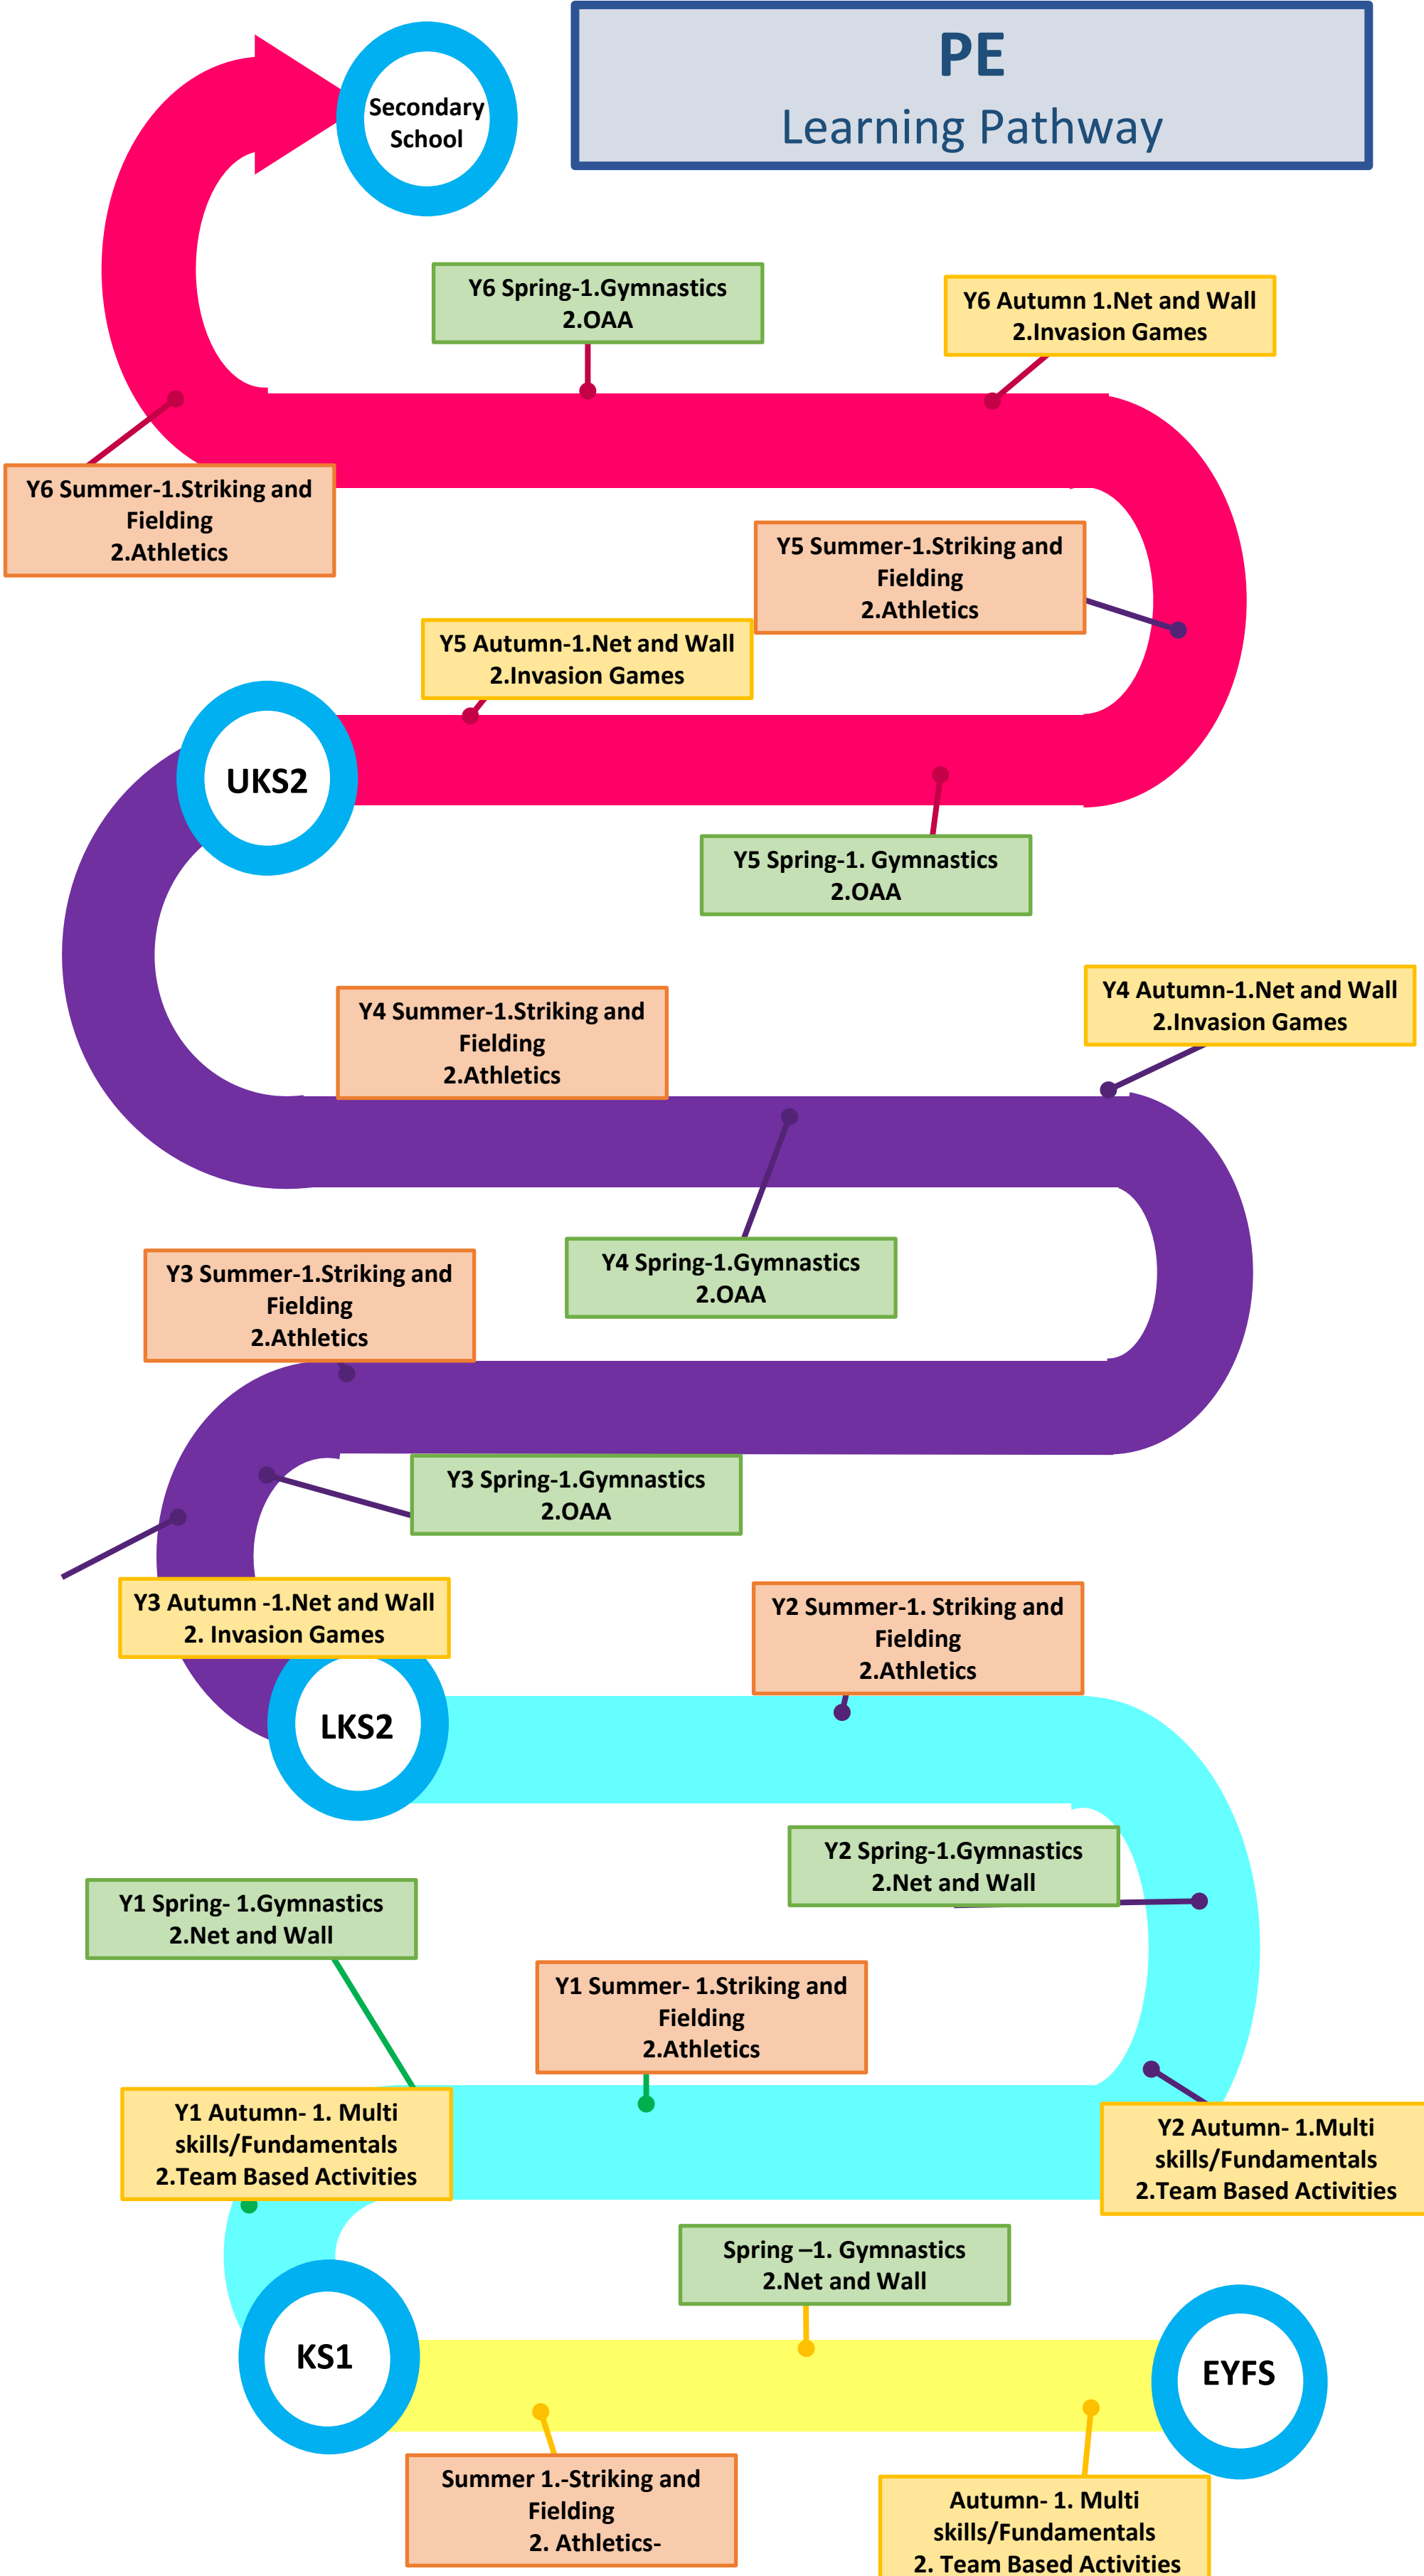 PE
Learning Pathway
Secondary
School
Y6 Spring-1.Gymnastics
2.OAA
Y6 Autumn 1.Net and Wall
2.Invasion Games
Y6 Summer-1.Striking and
Fielding
2.Athletics
Y5 Summer-1.Striking and
Fielding
2.Athletics
Y5 Autumn-1.Net and Wall
2.Invasion Games
UKS2
Y5 Spring-1. Gymnastics
2.OAA
Y4 Autumn-1.Net and Wall
2.Invasion Games
Y4 Summer-1.Striking and
Fielding
2.Athletics
Y4 Spring-1.Gymnastics
2.OAA
Y3 Summer-1.Striking and
Fielding
2.Athletics
Y3 Spring-1.Gymnastics
2.OAA
Y3 Autumn -1.Net and Wall
2. Invasion Games
Y2 Summer-1. Striking and
Fielding
2.Athletics
LKS2
Y2 Spring-1.Gymnastics
2.Net and Wall
Y1 Spring- 1.Gymnastics
2.Net and Wall
Y1 Summer- 1.Striking and
Fielding
2.Athletics
Y1 Autumn- 1. Multi
skills/Fundamentals
2.Team Based Activities
Y2 Autumn- 1.Multi
skills/Fundamentals
2.Team Based Activities
Spring –1. Gymnastics
2.Net and Wall
KS1
EYFS
Summer 1.-Striking and
Fielding
2. Athletics-
Autumn- 1. Multi
skills/Fundamentals
2. Team Based Activities